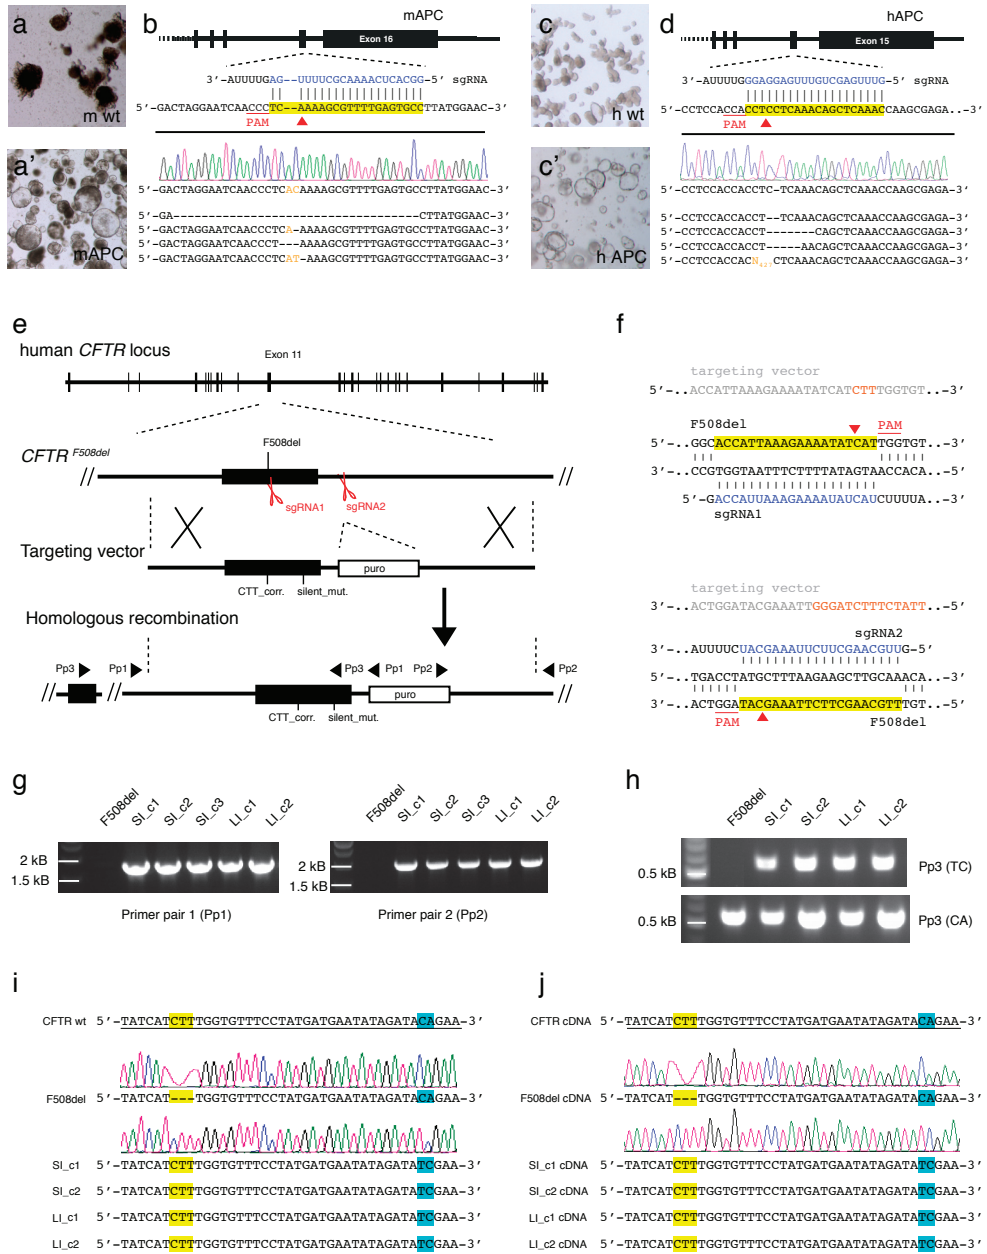 a
m wt
a'
mAPC
b
mAPC
Exon 16
3'-AUUUUGAG--UUUUCGCAAAACUCACGG-5' sgRNA
5'-GACTAGGAATCAACCCTC--AAAAGCGTTTTGAGTGCCTTATGGAAC-3'
PAM
5'-GACTAGGAATCAACCCTCACAAAAGCGTTTTGAGTGCCTTATGGAAC-3'
5'-GA----------------------------------CTTATGGAAC-3'
5'-GACTAGGAATCAACCCTCA-AAAAGCGTTTTGAGTGCCTTATGGAAC-3'
5'-GACTAGGAATCAACCCT---AAAAGCGTTTTGAGTGCCTTATGGAAC-3'
5'-GACTAGGAATCAACCCTCAT-AAAGCGTTTTGAGTGCCTTATGGAAC-3'
c
h wt
c'
h APC
d
hAPC
Exon 15
3'-AUUUUGGGAGGAGUUUGUCGAGUUUG-5' sgRNA
5'-CCTCCACCACCTCCTCAAACAGCTCAAACCAAGCGAGA..-3'
PAM
5'-CCTCCACCACCTC-TCAAACAGCTCAAACCAAGCGAGA-3'
5'-CCTCCACCACCT--TCAAACAGCTCAAACCAAGCGAGA-3'
5'-CCTCCACCACCT-------CAGCTCAAACCAAGCGAGA-3'
5'-CCTCCACCACCT-----AACAGCTCAAACCAAGCGAGA-3'
5'-CCTCCACCACN CTCAAACAGCTCAAACCAAGCGAGA-3'
e
human CFTR locus
Exon 11
F508del
CFTR F508del
sgRNA1
sgRNA2
Targeting vector
puro
CTT_corr.
silent_mut.
Homologous recombination
Pp3
Pp1
Pp3
Pp1
Pp2
Pp2
puro
CTT_corr.
silent_mut.
f
targeting vector
5'-..ACCATTAAAGAAAATATCATCTTTGGTGT..-3'
F508del
PAM
5'-..GGCACCATTAAAGAAAATATCATTGGTGT..-3'
3'-..CCGTGGTAATTTCTTTTATAGTAACCACA..-5'
5'-GACCAUUAAAGAAAAUAUCAUCUUUUA..-3'
sgRNA1
targeting vector
3'-..ACTGGATACGAAATTGGGATCTTTCTATT..-5'
sgRNA2
3'-..AUUUUCUACGAAAUUCUUCGAACGUUG-5'
5'-..TGACCTATGCTTTAAGAAGCTTGCAAACA..-3'
3'-..ACTGGATACGAAATTCTTCGAACGTTTGT..-5'
PAM
F508del
g
F508del
SI_c1
SI_c2
SI_c3
LI_c1
LI_c2
2 kB
1.5 kB
Primer pair 1 (Pp1)
F508del
SI_c1
SI_c2
SI_c3
LI_c1
LI_c2
2 kB
1.5 kB
Primer pair 2 (Pp2)
h
F508del
SI_c1
SI_c2
LI_c1
LI_c2
0.5 kB
Pp3 (TC)
0.5 kB
Pp3 (CA)
i
CFTR wt 5'-TATCATCTTTGGTGTTTCCTATGATGAATATAGATACAGAA-3'
F508del 5'-TATCAT---TGGTGTTTCCTATGATGAATATAGATACAGAA-3'
SI_c1 5'-TATCATCTTTGGTGTTTCCTATGATGAATATAGATATCGAA-3'
SI_c2 5'-TATCATCTTTGGTGTTTCCTATGATGAATATAGATATCGAA-3'
LI_c1 5'-TATCATCTTTGGTGTTTCCTATGATGAATATAGATATCGAA-3'
LI_c2 5'-TATCATCTTTGGTGTTTCCTATGATGAATATAGATATCGAA-3'
j
CFTR cDNA 5'-TATCATCTTTGGTGTTTCCTATGATGAATATAGATACAGAA-3'
F508del cDNA 5'-TATCAT---TGGTGTTTCCTATGATGAATATAGATACAGAA-3'
SI_c1 cDNA 5'-TATCATCTTTGGTGTTTCCTATGATGAATATAGATATCGAA-3'
SI_c2 cDNA 5'-TATCATCTTTGGTGTTTCCTATGATGAATATAGATATCGAA-3'
LI_c1 cDNA 5'-TATCATCTTTGGTGTTTCCTATGATGAATATAGATATCGAA-3'
LI_c2 cDNA 5'-TATCATCTTTGGTGTTTCCTATGATGAATATAGATATCGAA-3'